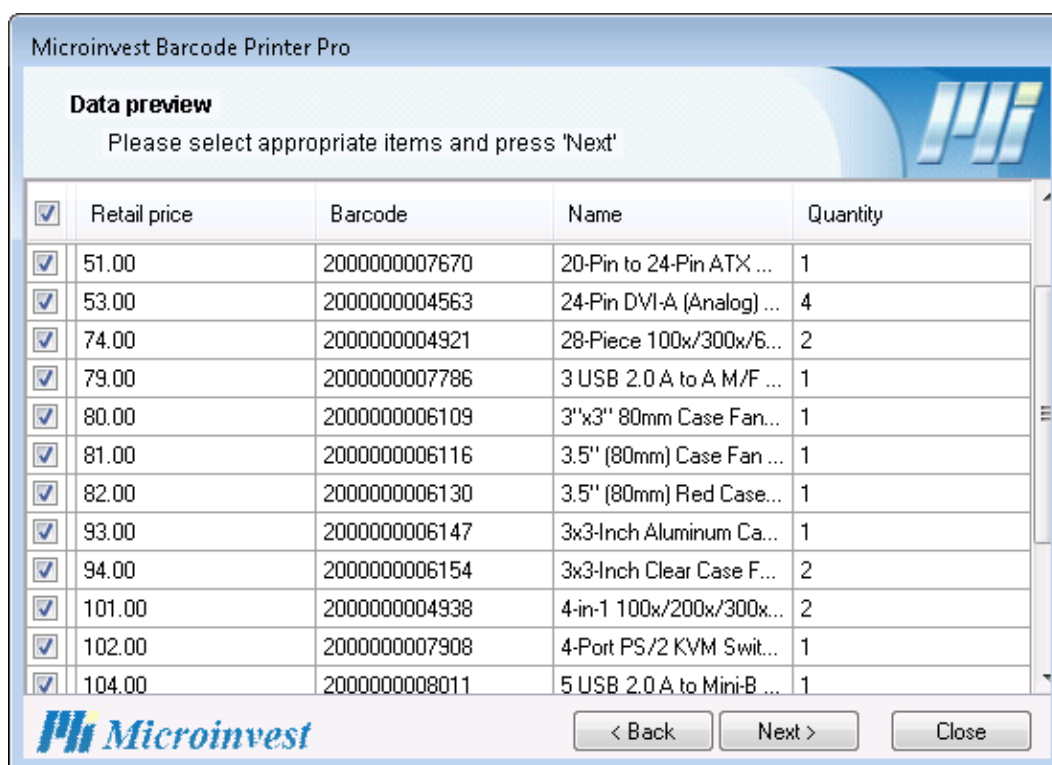 Microinvest Barcode Printer Pro
Data preview
Please select appropriate items and press 'Next'
Retail price Barcode Name Quantity
51.00 2000000007670 20-Pin to 24-Pin ATX ... 1
53.00 2000000004563 24-Pin DVI-A (Analog) ... 4
74.00 2000000004921 28-Piece 100x/300x/6... 2
79.00 2000000007786 3 USB 2.0 A to A M/F ... 1
80.00 2000000006109 3"x3" 80mm Case Fan... 1
81.00 2000000006116 3.5" (80mm) Case Fan ... 1
82.00 2000000006130 3.5" (80mm) Red Case... 1
93.00 2000000006147 3x3-Inch Aluminum Ca... 1
94.00 2000000006154 3x3-Inch Clear Case F... 2
101.00 2000000004938 4-in-1 100x/200x/300x... 2
102.00 2000000007908 4-Port PS/2 KVM Swit... 1
104.00 2000000008011 5 USB 2.0 A to Mini-B ... 1
Microinvest < Back Next > Close